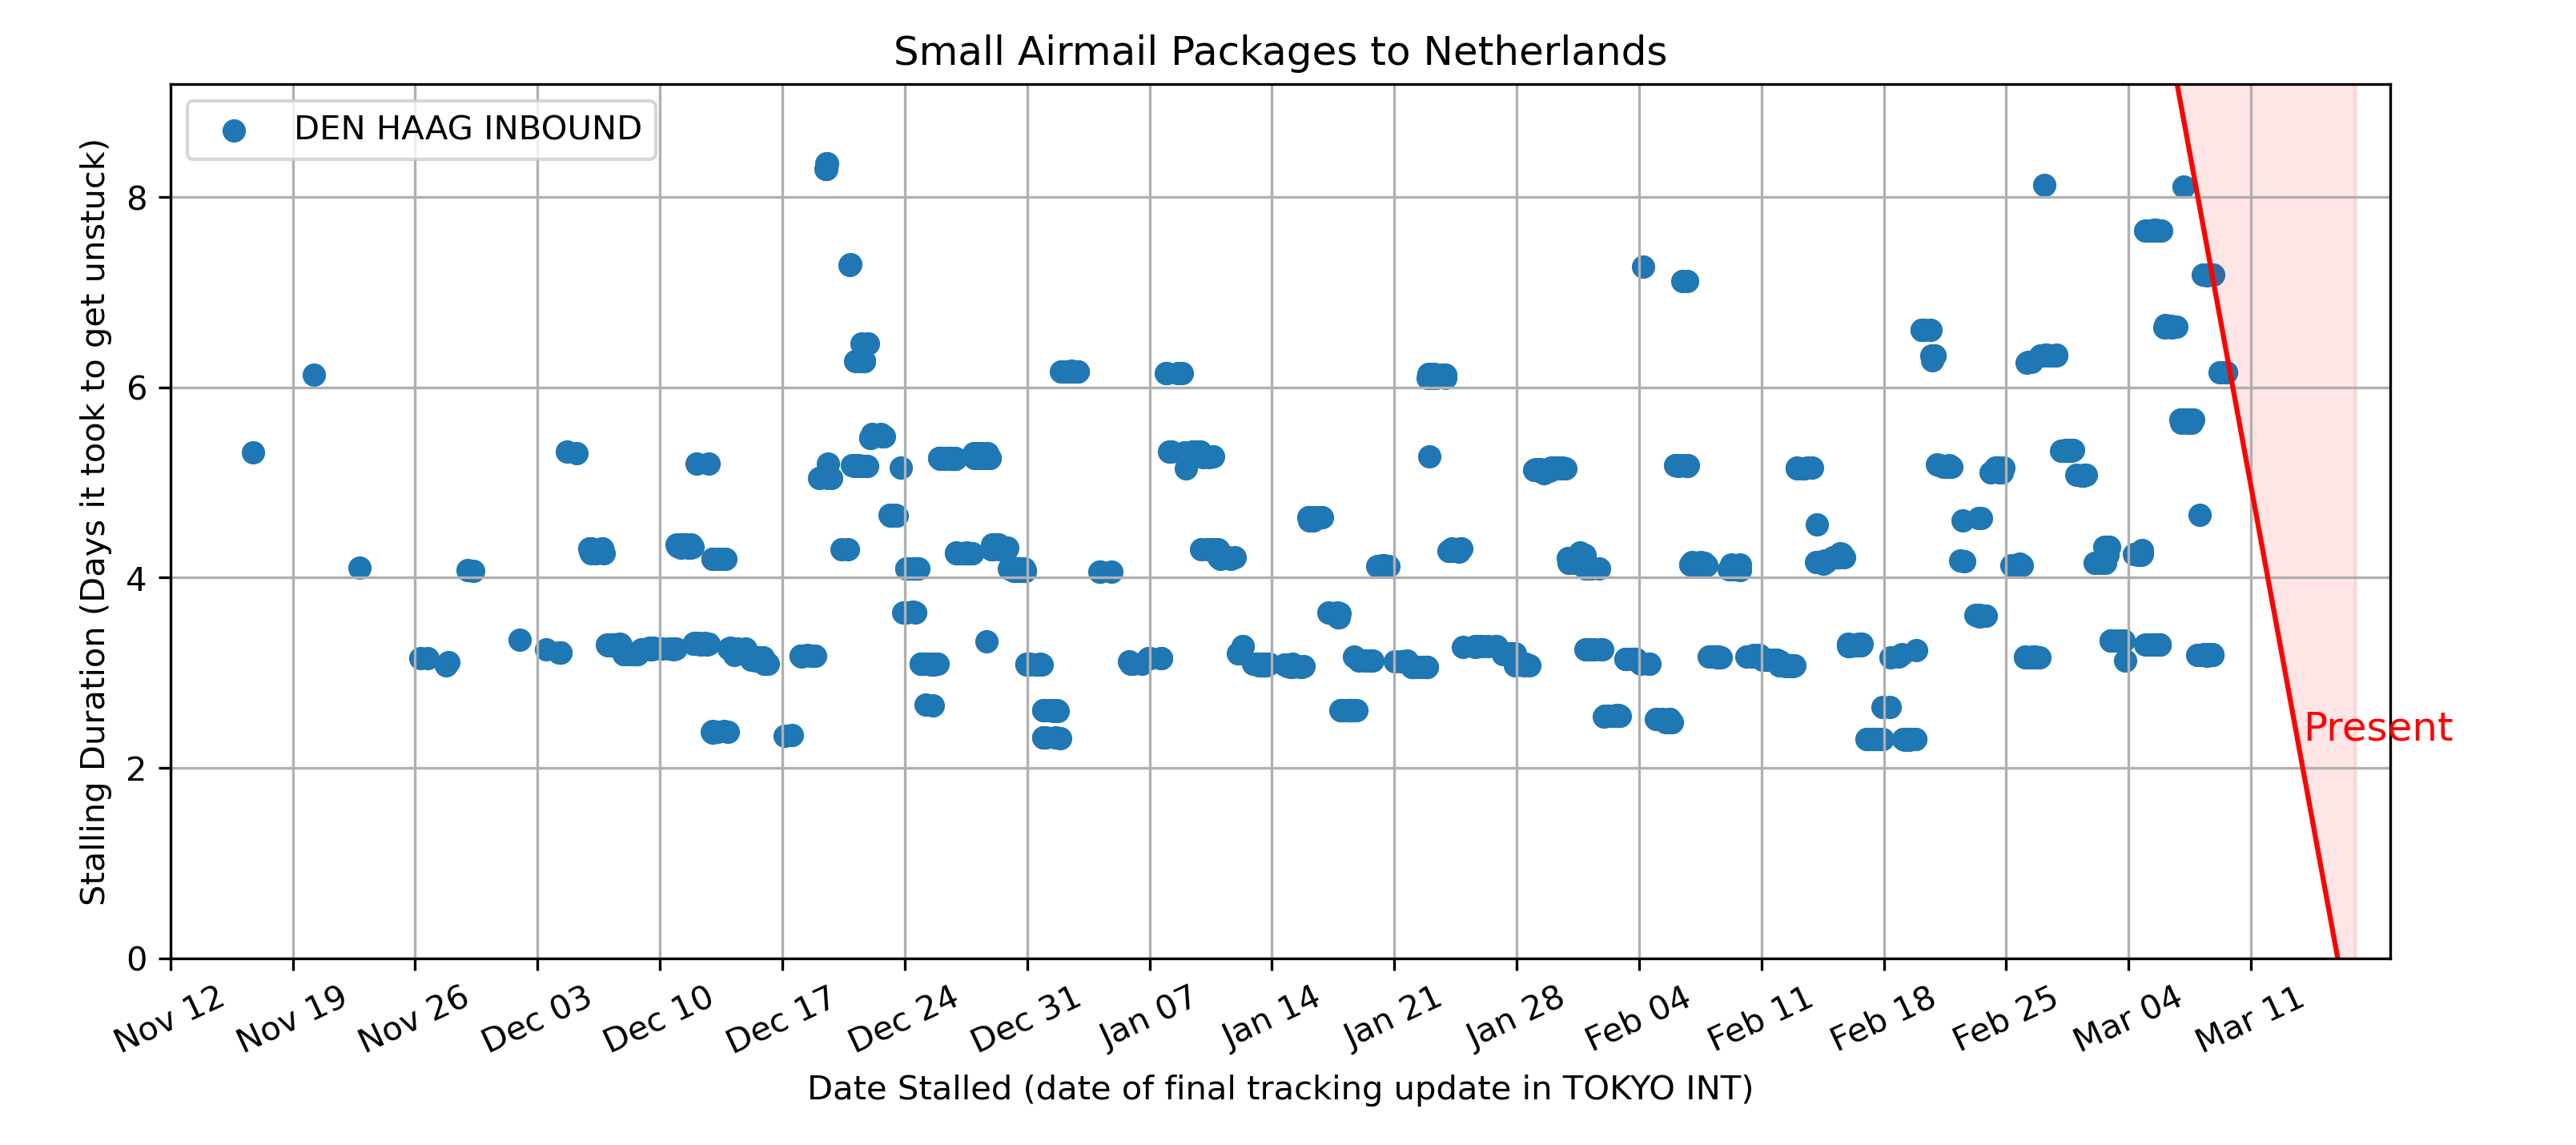 Small Airmail Packages to Netherlands
DEN HAAG INBOUND
Stalling Duration (Days it took to get unstuck)
8
6
4
2
0
Present
Nov 12
Nov 19
Nov 26
Dec 03
Dec 10
Dec 17
Dec 24
Dec 31
Jan 07
Jan 14
Jan 21
Jan 28
Feb 04
Feb 11
Feb 18
Feb 25
Mar 04
Mar 11
Date Stalled (date of final tracking update in TOKYO INT)